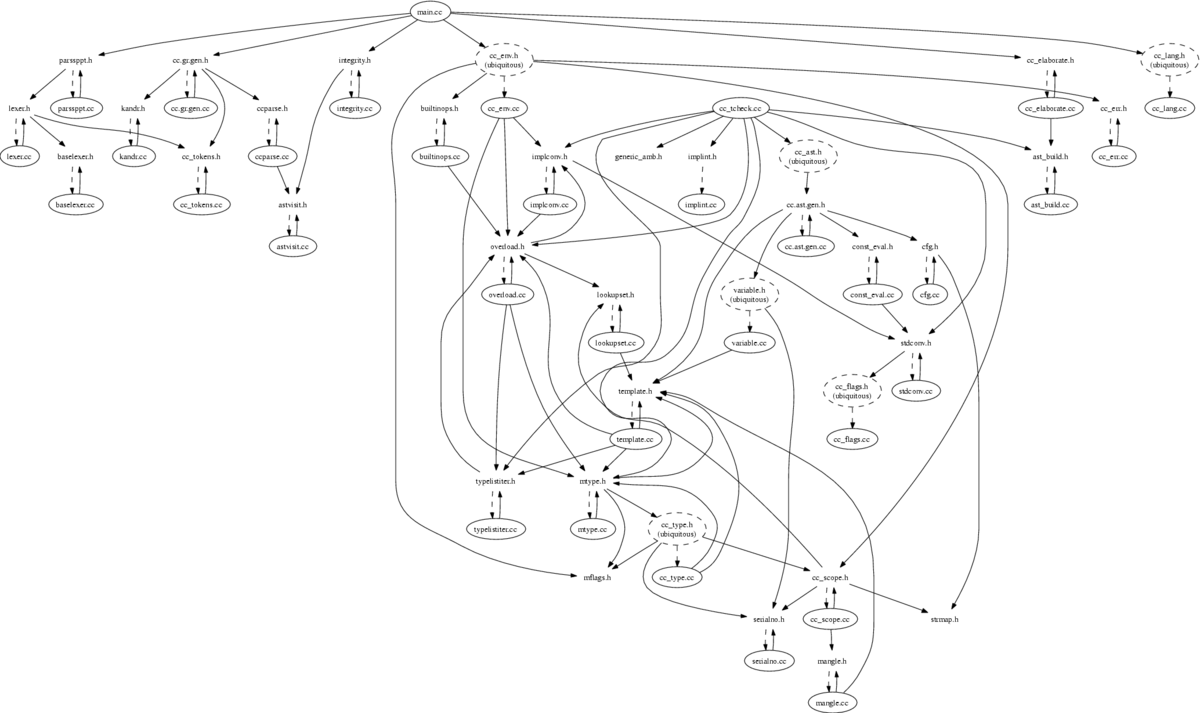 main.cc
parssppt.h
cc.gr.gen.h
integrity.h
cc_env.h
(ubiquitous)
cc_elaborate.h
cc_lang.h
(ubiquitous)
lexer.h
parssppt.cc
kandr.h
cc.gr.gen.cc
ccparse.h
integrity.cc
builtinops.h
cc_env.cc
cc_tcheck.cc
cc_elaborate.cc
cc_err.h
cc_lang.cc
lexer.cc
baselexer.h
kandr.cc
cc_tokens.h
ccparse.cc
builtinops.cc
implconv.h
generic_amb.h
implint.h
cc_ast.h
(ubiquitous)
ast_build.h
cc_err.cc
baselexer.cc
cc_tokens.cc
astvisit.h
implconv.cc
implint.cc
cc.ast.gen.h
ast_build.cc
astvisit.cc
overload.h
cc.ast.gen.cc
const_eval.h
cfg.h
overload.cc
lookupset.h
variable.h
(ubiquitous)
const_eval.cc
cfg.cc
lookupset.cc
variable.cc
stdconv.h
template.h
cc_flags.h
(ubiquitous)
stdconv.cc
template.cc
cc_flags.cc
typelistiter.h
mtype.h
typelistiter.cc
mtype.cc
cc_type.h
(ubiquitous)
mflags.h
cc_type.cc
cc_scope.h
serialno.h
cc_scope.cc
strmap.h
serialno.cc
mangle.h
mangle.cc